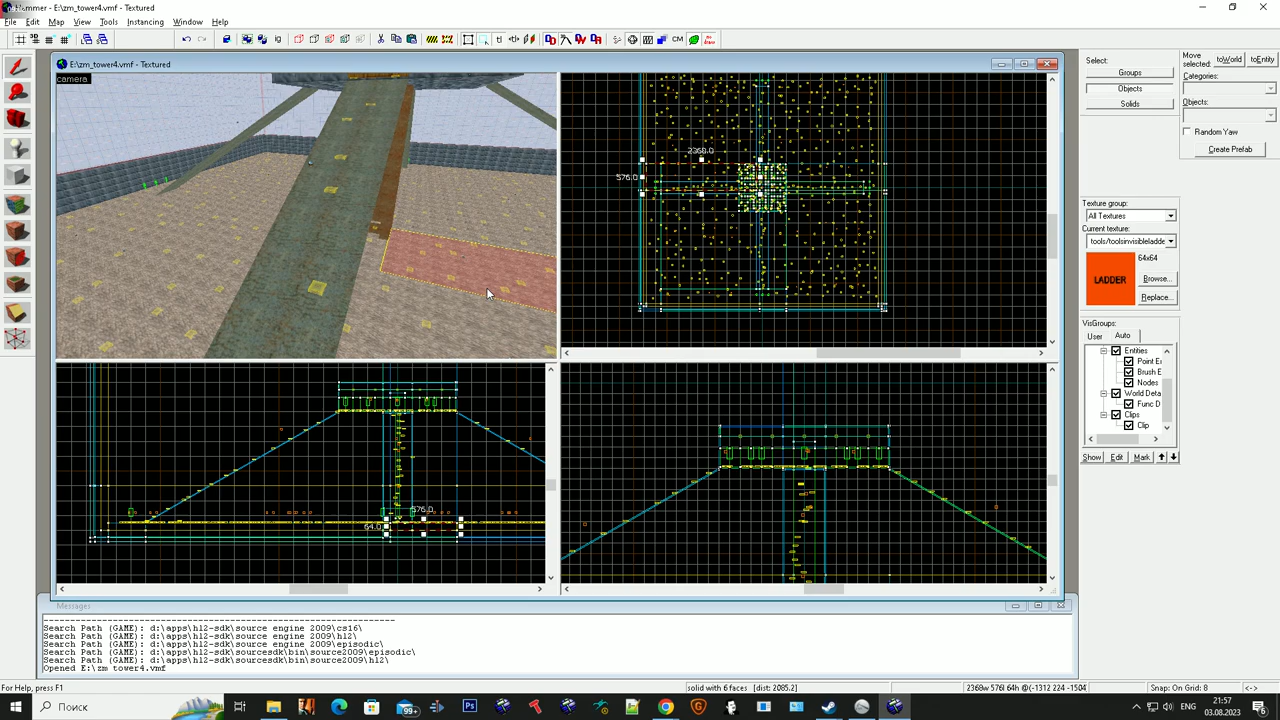 Hammer - E:\zm_tower4.vmf - Textured
File Edit Map View Tools Instancing Window Help
E:\zm_tower4.vmf - Textured
camera
2368.0
576.0
576.0
64.0
Messages
Search Path (GAME): d:\apps\hl2-sdk\source engine 2009\cs16\
Search Path (GAME): d:\apps\hl2-sdk\source engine 2009\hl2\
Search Path (GAME): d:\apps\hl2-sdk\source engine 2009\episodic\
Search Path (GAME): d:\apps\hl2-sdk\sourcesdk\bin\source2009\episodic\
Search Path (GAME): d:\apps\hl2-sdk\sourcesdk\bin\source2009\hl2\
Opened E:\zm_tower4.vmf
Select:
Groups
Objects
Solids
Move selected:
toWorld
toEntity
Categories:
Objects:
Random Yaw
Create Prefab
Texture group:
All Textures
Current texture:
tools/toolsinvisibleladde
LADDER
64x64
Browse...
Replace...
VisGroups:
User Auto
Entities
Point E
Brush E
Nodes
World Deta
Func D
Clips
Clip
Show Edit Mark
For Help, press F1
solid with 6 faces [dist: 2085.2]
2368w 576l 64h @(-1312 224 -1504
Snap: On Grid: 8
<->
Поиск
99+
ENG
21:57
03.08.2023